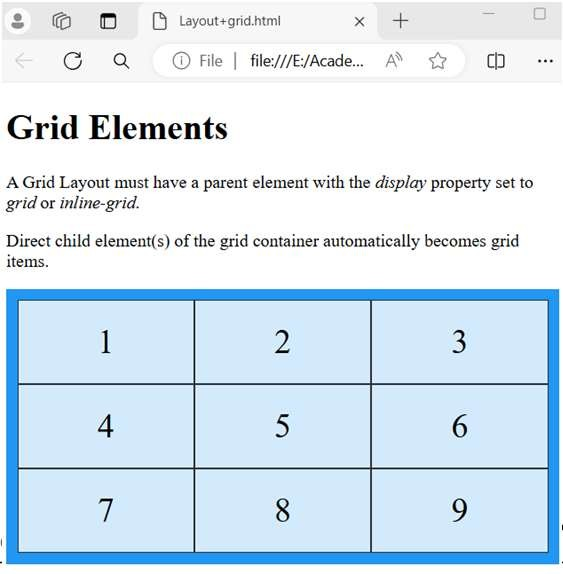 Layout+grid.html
File | file:///E:/Acade...
Grid Elements
A Grid Layout must have a parent element with the display property set to
grid or inline-grid.
Direct child element(s) of the grid container automatically becomes grid
items.
1 2 3
4 5 6
7 8 9